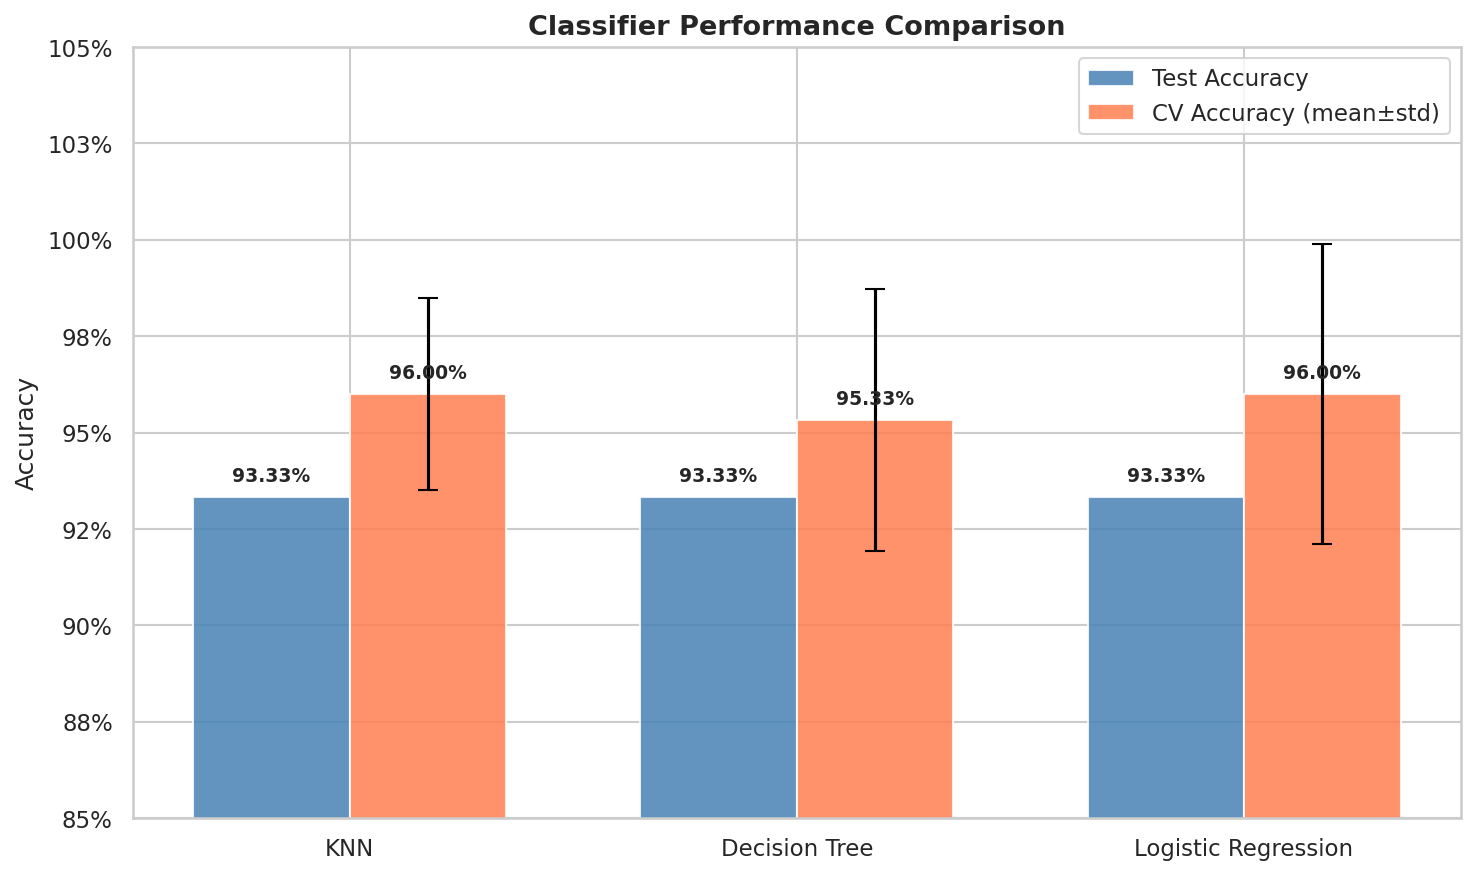 Classifier Performance Comparison
105%
103%
100%
98%
95%
92%
90%
88%
85%
Accuracy
Test Accuracy
CV Accuracy (mean±std)
93.33%
96.00%
93.33%
95.33%
93.33%
96.00%
KNN
Decision Tree
Logistic Regression